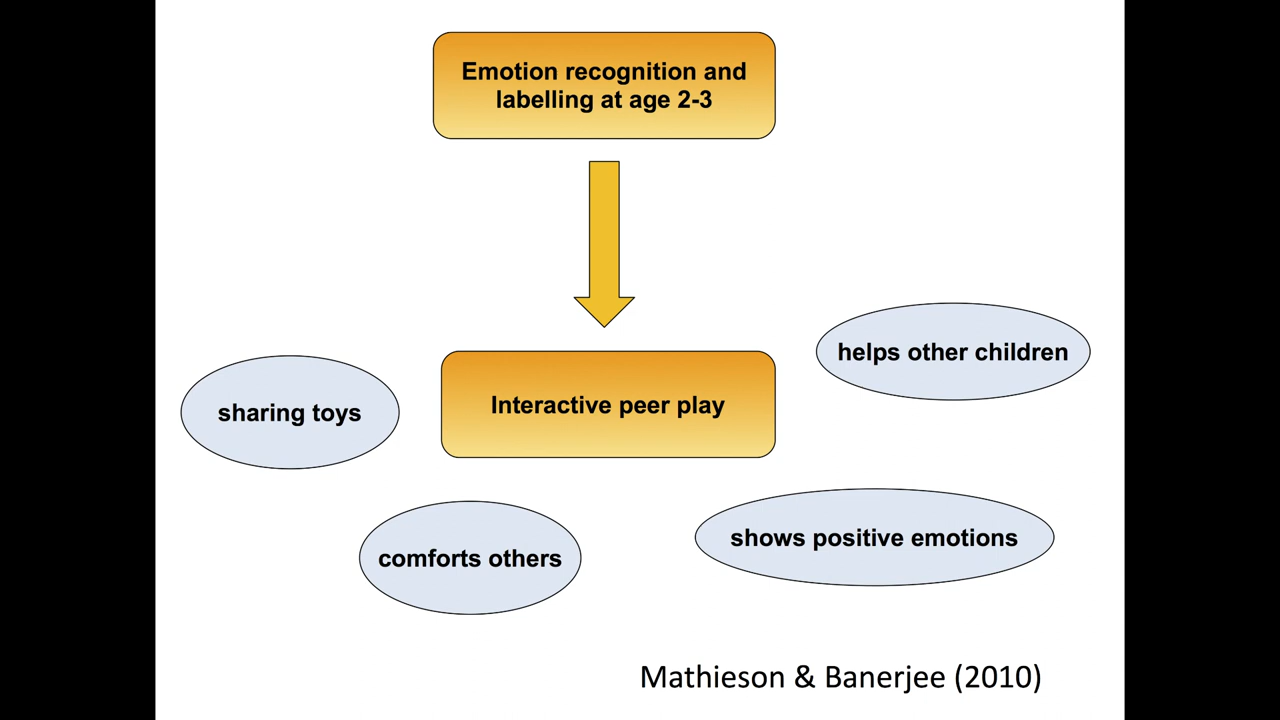 Emotion recognition and
labelling at age 2-3
helps other children
Interactive peer play
sharing toys
shows positive emotions
comforts others
Mathieson & Banerjee (2010)